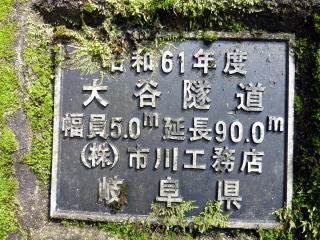 昭和61年度
大谷隧道
幅員5.0m 延長90.0m
(株)市川工務店
岐阜県